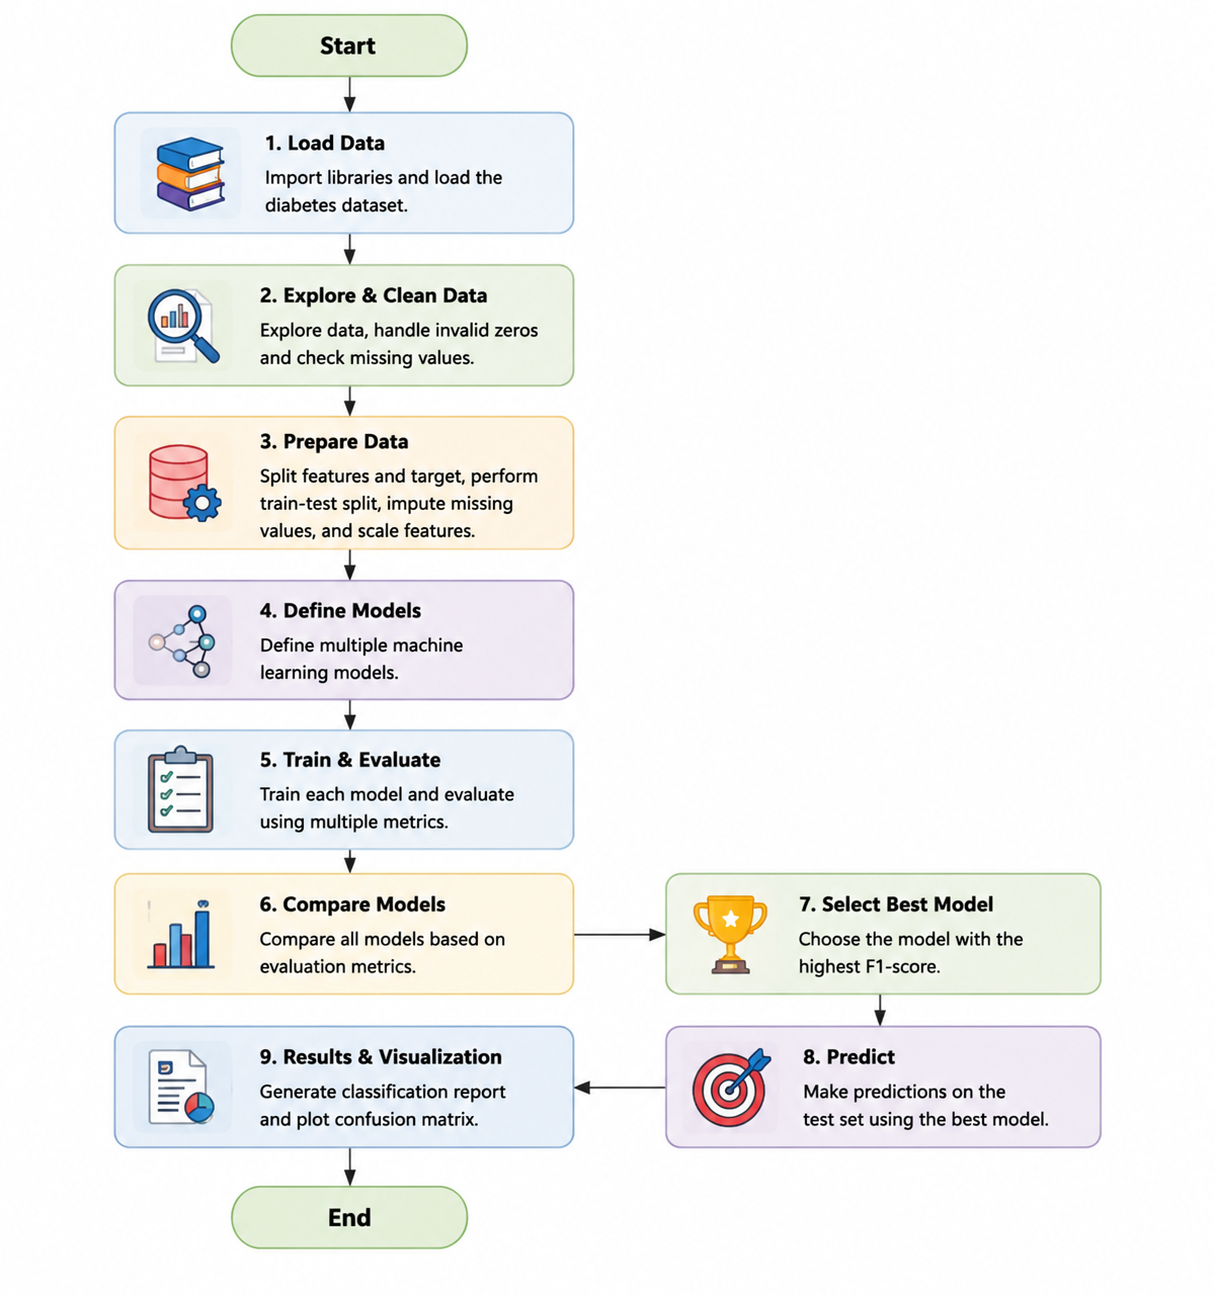 Start
1. Load Data
Import libraries and load the
diabetes dataset.
2. Explore & Clean Data
Explore data, handle invalid zeros
and check missing values.
3. Prepare Data
Split features and target, perform
train-test split, impute missing
values, and scale features.
4. Define Models
Define multiple machine
learning models.
5. Train & Evaluate
Train each model and evaluate
using multiple metrics.
6. Compare Models
Compare all models based on
evaluation metrics.
7. Select Best Model
Choose the model with the
highest F1-score.
8. Predict
Make predictions on the
test set using the best model.
9. Results & Visualization
Generate classification report
and plot confusion matrix.
End